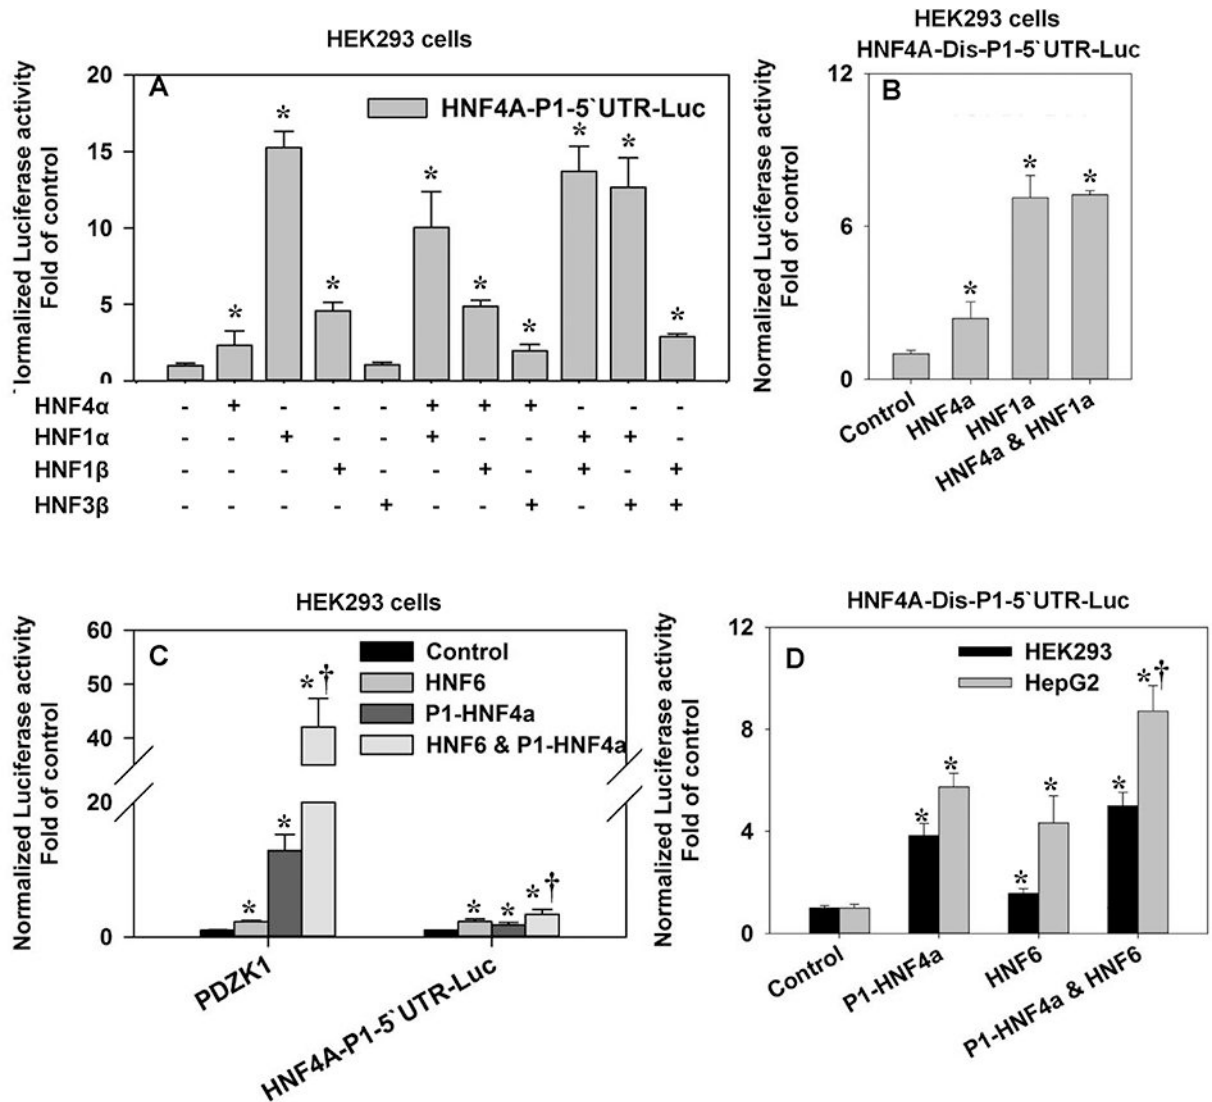 HEK293 cells
A
HNF4A-P1-5`UTR-Luc
Normalized Luciferase activity
Fold of control
20
15
10
5
0
* * * * * * * * *
HNF4α - + - - - + + + - - -
HNF1α - - + - - + - - + + -
HNF1β - - - + - - + - + - +
HNF3β - - - - + - - + - + +
HEK293 cells
HNF4A-Dis-P1-5`UTR-Luc
B
Normalized Luciferase activity
Fold of control
12
6
0
* * *
Control
HNF4a
HNF1a
HNF4a & HNF1a
HEK293 cells
C
Control
HNF6
P1-HNF4a
HNF6 & P1-HNF4a
Normalized Luciferase activity
Fold of control
60
50
40
20
0
* * *†
* * *†
PDZK1
HNF4A-P1-5`UTR-Luc
HNF4A-Dis-P1-5`UTR-Luc
D
HEK293
HepG2
Normalized Luciferase activity
Fold of control
12
8
4
0
* * * * * *†
Control
P1-HNF4a
HNF6
P1-HNF4a & HNF6